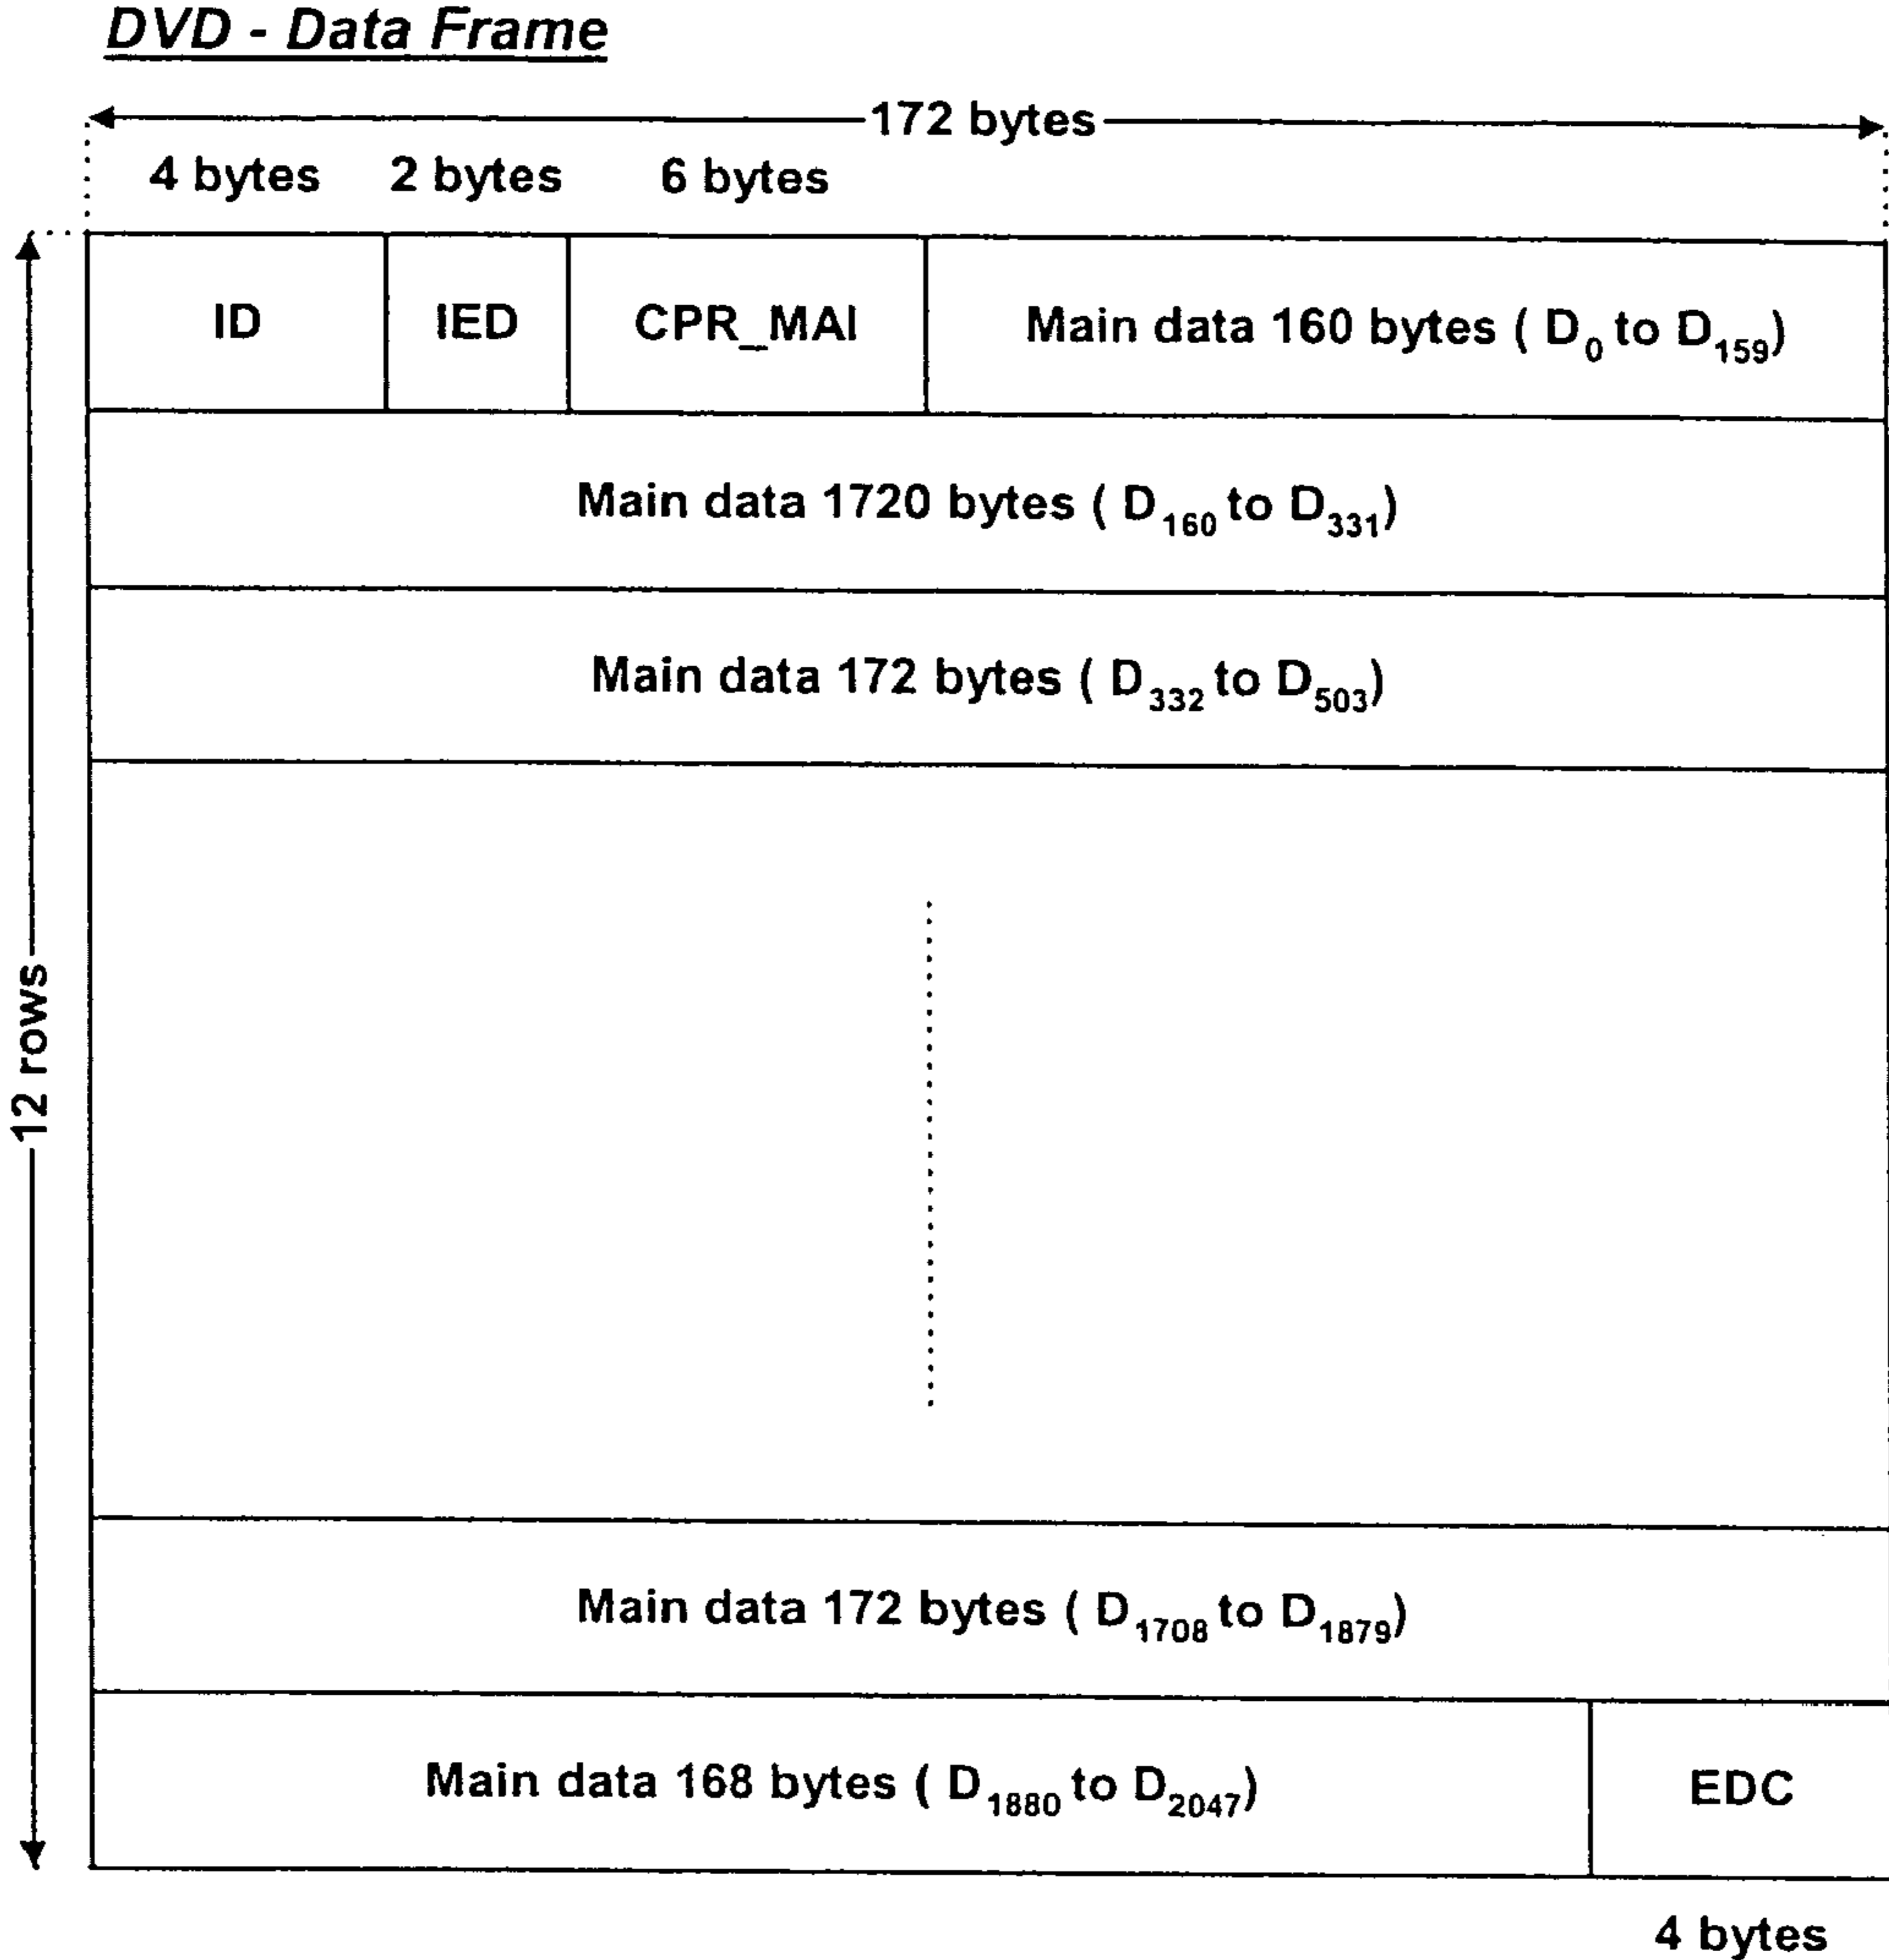 DVD - Data Frame
172 bytes
4 bytes 2 bytes 6 bytes
ID IED CPR_MAI Main data 160 bytes ( D0 to D159)
Main data 1720 bytes ( D160 to D331)
Main data 172 bytes ( D332 to D503)
12 rows
Main data 172 bytes ( D1708 to D1879)
Main data 168 bytes ( D1880 to D2047) EDC
4 bytes